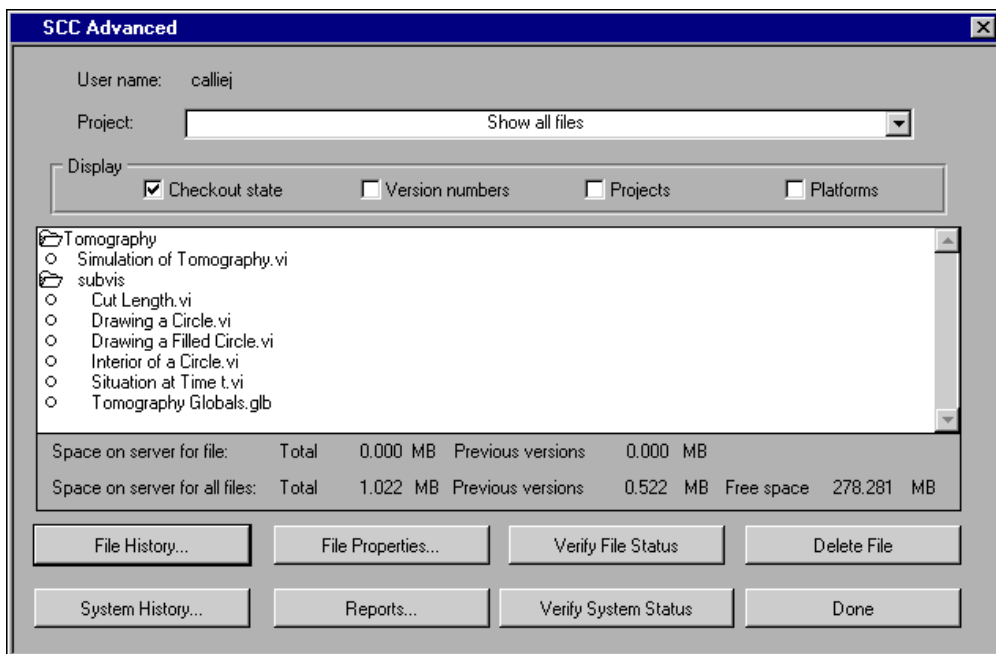 SCC Advanced
User name: calliej
Project: Show all files
Display
Checkout state Version numbers Projects Platforms
Tomography
Simulation of Tomography.vi
subvis
Cut Length.vi
Drawing a Circle.vi
Drawing a Filled Circle.vi
Interior of a Circle.vi
Situation at Time t.vi
Tomography Globals.glb
Space on server for file: Total 0.000 MB Previous versions 0.000 MB
Space on server for all files: Total 1.022 MB Previous versions 0.522 MB Free space 278.281 MB
File History... File Properties... Verify File Status Delete File
System History... Reports... Verify System Status Done